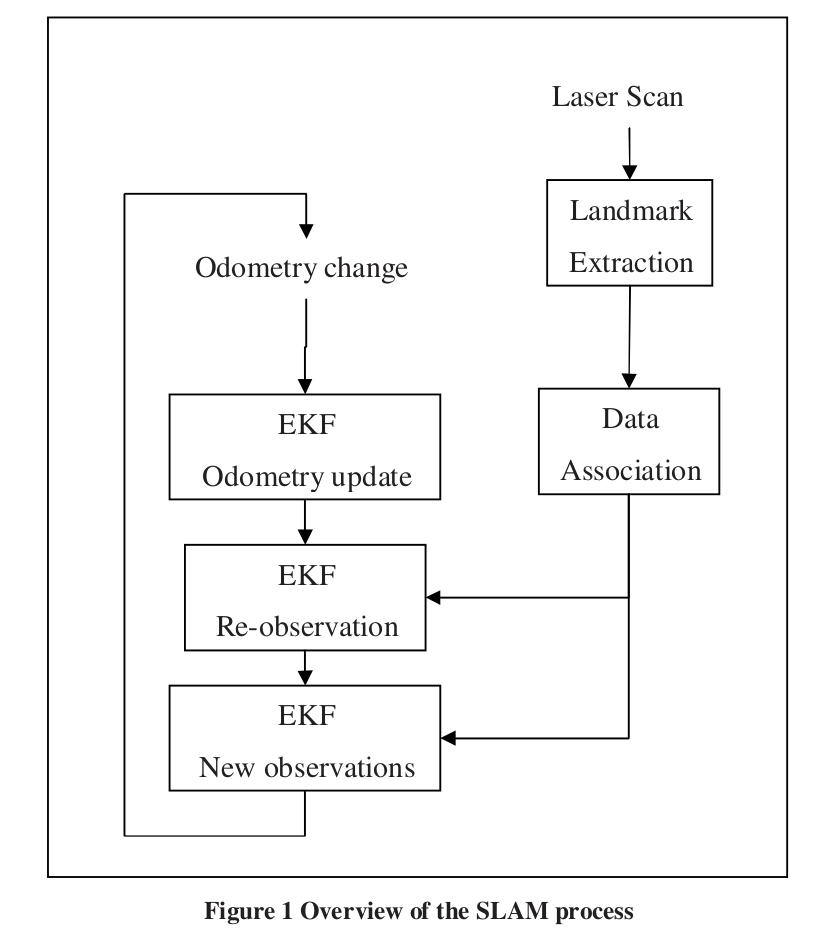 Laser Scan
Landmark
Extraction
Odometry change
EKF
Odometry update
Data
Association
EKF
Re-observation
EKF
New observations
Figure 1 Overview of the SLAM process